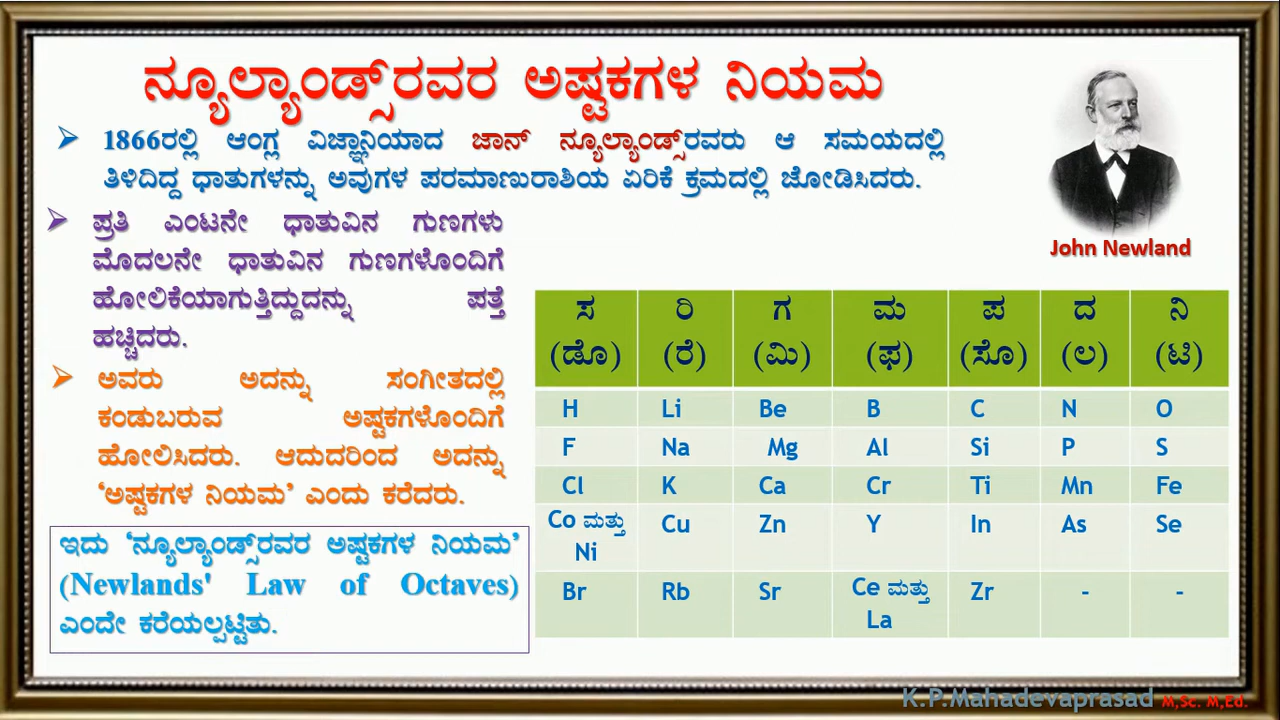 ನ್ಯೂಲ್ಯಾಂಡ್ಸ್‌ರವರ ಅಷ್ಟಕಗಳ ನಿಯಮ
1866ರಲ್ಲಿ ಆಂಗ್ಲ ವಿಜ್ಞಾನಿಯಾದ ಜಾನ್ ನ್ಯೂಲ್ಯಾಂಡ್ಸ್‌ರವರು ಆ ಸಮಯದಲ್ಲಿ
ತಿಳಿದಿದ್ದ ಧಾತುಗಳನ್ನು ಅವುಗಳ ಪರಮಾಣುರಾಶಿಯ ಏರಿಕೆ ಕ್ರಮದಲ್ಲಿ ಜೋಡಿಸಿದರು.
ಪ್ರತಿ ಎಂಟನೇ ಧಾತುವಿನ ಗುಣಗಳು
ಮೊದಲನೇ ಧಾತುವಿನ ಗುಣಗಳೊಂದಿಗೆ
ಹೋಲಿಕೆಯಾಗುತ್ತಿದ್ದುದನ್ನು ಪತ್ತೆ
ಹಚ್ಚಿದರು.
ಅವರು ಅದನ್ನು ಸಂಗೀತದಲ್ಲಿ
ಕಂಡುಬರುವ ಅಷ್ಟಕಗಳೊಂದಿಗೆ
ಹೋಲಿಸಿದರು. ಆದುದರಿಂದ ಅದನ್ನು
‘ಅಷ್ಟಕಗಳ ನಿಯಮ’ ಎಂದು ಕರೆದರು.
ಇದು ‘ನ್ಯೂಲ್ಯಾಂಡ್ಸ್‌ರವರ ಅಷ್ಟಕಗಳ ನಿಯಮ’
(Newlands' Law of Octaves)
ಎಂದೇ ಕರೆಯಲ್ಪಟ್ಟಿತು.
John Newland
ಸ ರಿ ಗ ಮ ಪ ದ ನಿ
(ಡೊ) (ರೆ) (ಮಿ) (ಫ) (ಸೊ) (ಲ) (ಟಿ)
H Li Be B C N O
F Na Mg Al Si P S
Cl K Ca Cr Ti Mn Fe
Co ಮತ್ತು Cu Zn Y In As Se
Ni
Br Rb Sr Ce ಮತ್ತು Zr - -
La
K.P.Mahadevaprasad M,Sc. M,Ed.